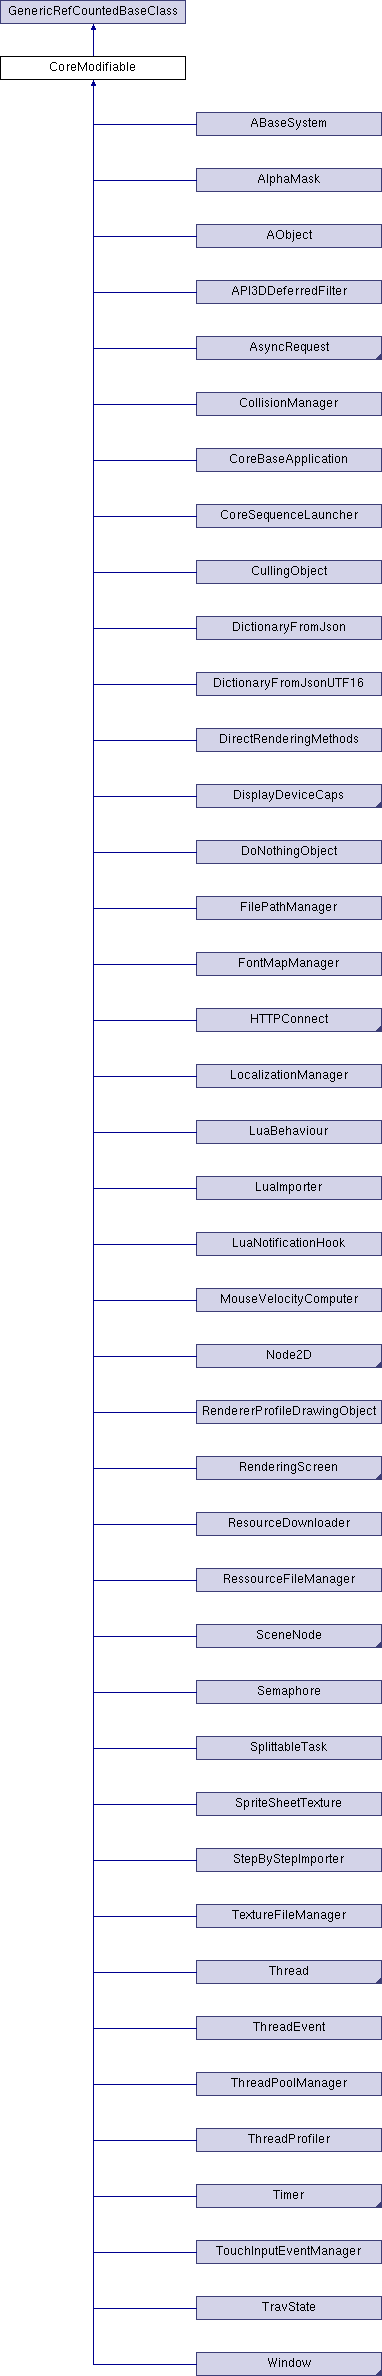 GenericRefCountedBaseClass
CoreModifiable
ABaseSystem
AlphaMask
AObject
API3DDeferredFilter
AsyncRequest
CollisionManager
CoreBaseApplication
CoreSequenceLauncher
CullingObject
DictionaryFromJson
DictionaryFromJsonUTF16
DirectRenderingMethods
DisplayDeviceCaps
DoNothingObject
FilePathManager
FontMapManager
HTTPConnect
LocalizationManager
LuaBehaviour
LuaImporter
LuaNotificationHook
MouseVelocityComputer
Node2D
RendererProfileDrawingObject
RenderingScreen
ResourceDownloader
RessourceFileManager
SceneNode
Semaphore
SplittableTask
SpriteSheetTexture
StepByStepImporter
TextureFileManager
Thread
ThreadEvent
ThreadPoolManager
ThreadProfiler
Timer
TouchInputEventManager
TravState
Window